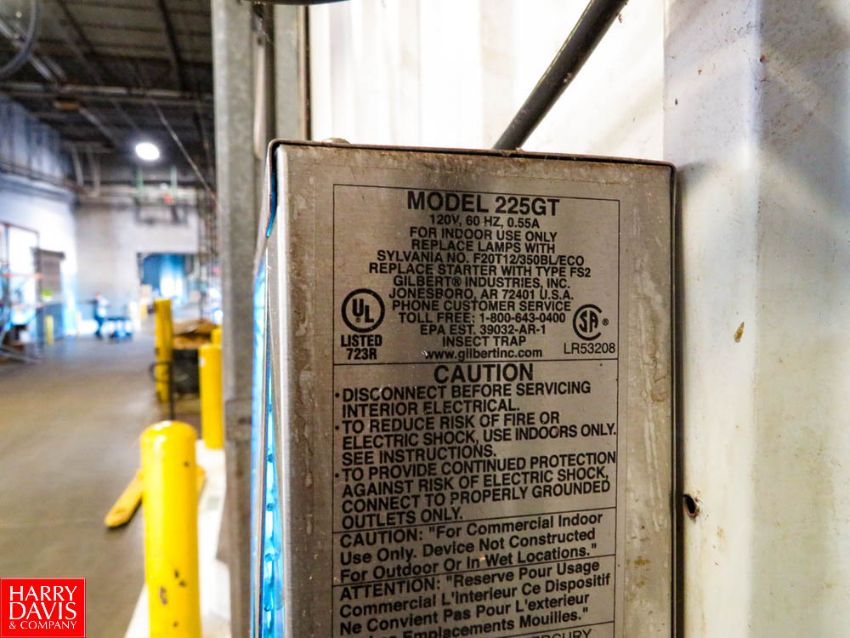 MODEL 225GT
120V, 60 HZ, 0.55A
FOR INDOOR USE ONLY
REPLACE LAMPS WITH
SYLVANIA NO. F20T12/350BL/ECO
REPLACE STARTER WITH TYPE FS2
GILBERT® INDUSTRIES, INC.
JONESBORO, AR 72401 U.S.A.
PHONE CUSTOMER SERVICE
TOLL FREE: 1-800-643-0400
EPA EST. 39032-AR-1
INSECT TRAP
www.gilbertinc.com
UL
LISTED
723R
SA
LR53208
CAUTION
•DISCONNECT BEFORE SERVICING
INTERIOR ELECTRICAL.
•TO REDUCE RISK OF FIRE OR
ELECTRIC SHOCK, USE INDOORS ONLY.
SEE INSTRUCTIONS.
•TO PROVIDE CONTINUED PROTECTION
AGAINST RISK OF ELECTRIC SHOCK,
CONNECT TO PROPERLY GROUNDED
OUTLETS ONLY.
CAUTION: "For Commercial Indoor
Use Only. Device Not Constructed
For Outdoor Or In Wet Locations."
ATTENTION: "Reserve Pour Usage
Commercial L'Interieur Ce Dispositif
Ne Convient Pas Pour L'exterieur
Emplacements Mouilles."
HARRY
DAVIS
& COMPANY